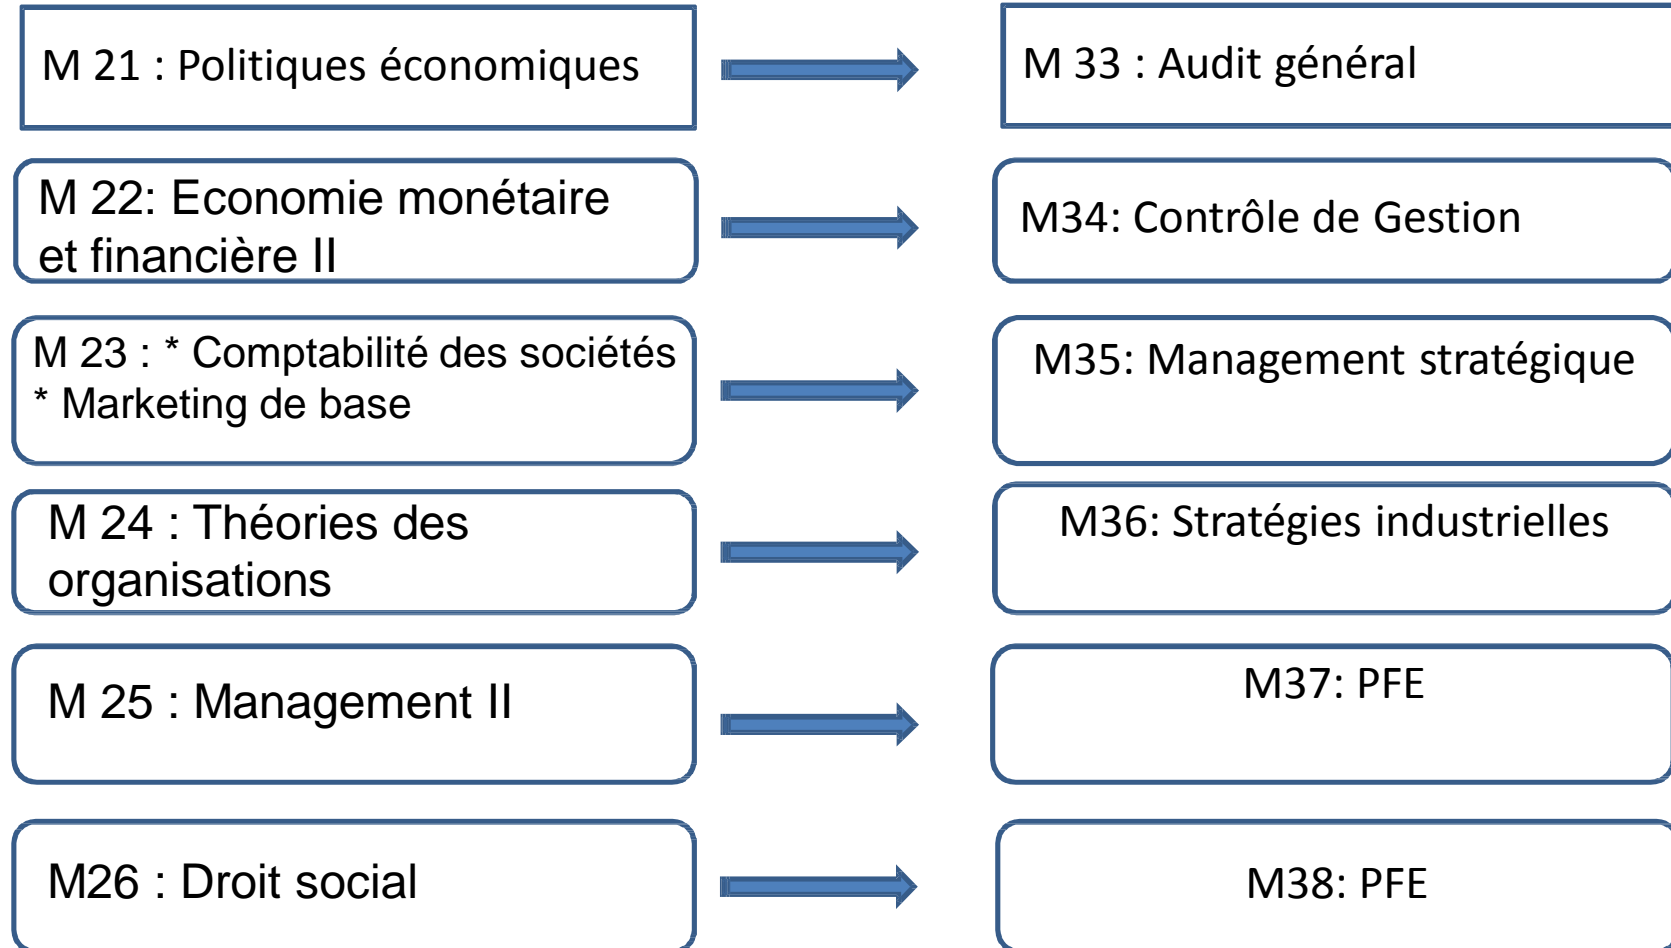 M 21 : Politiques économiques
M 33 : Audit général
M 22: Economie monétaire
et financière II
M34: Contrôle de Gestion
M 23 : * Comptabilité des sociétés
* Marketing de base
M35: Management stratégique
M 24 : Théories des
organisations
M36: Stratégies industrielles
M 25 : Management II
M37: PFE
M26 : Droit social
M38: PFE